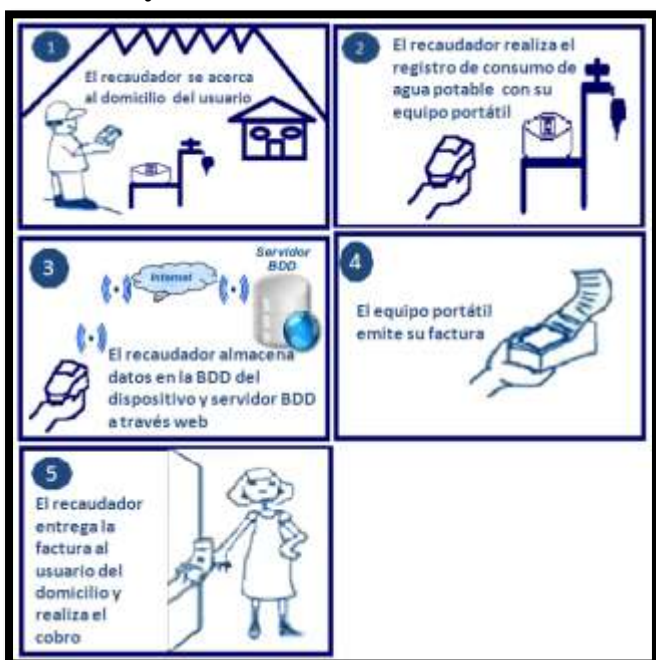 1
El recaudador se acerca
al domicilio del usuario
2
El recaudador realiza el
registro de consumo de
agua potable con su
equipo portátil
3
Internet
Servidor
BDD
El recaudador almacena
datos en la BDD del
dispositivo y servidor BDD
a través web
4
El equipo portátil
emite su factura
5
El recaudador
entrega la
factura al
usuario del
domicilio y
realiza el
cobro